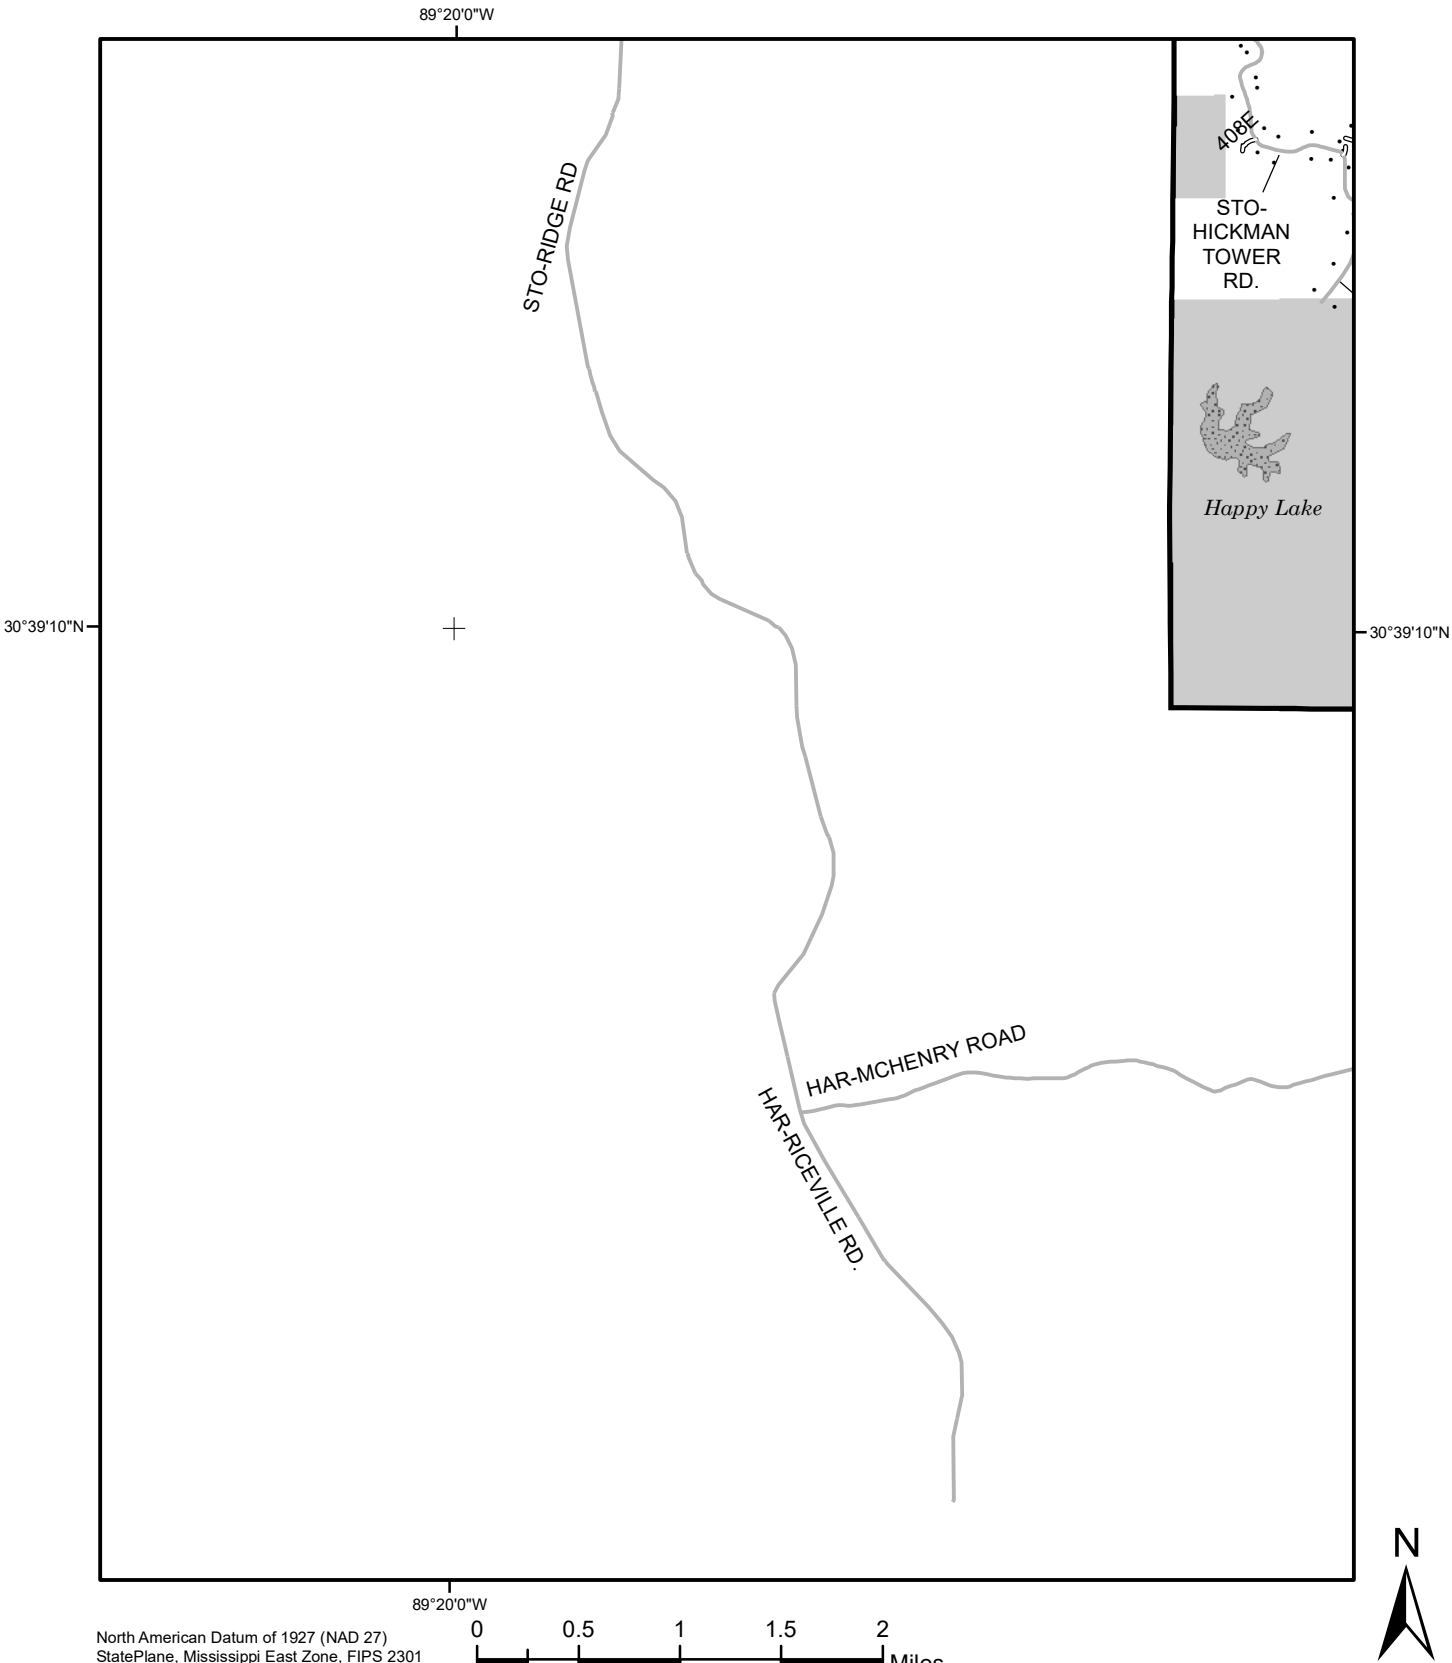 89°20'0"W
408E
STO-RIDGE RD
STO-
HICKMAN
TOWER
RD.
Happy Lake
30°39'10"N
30°39'10"N
HAR-MCHENRY ROAD
HAR-RICEVILLE RD.
N
89°20'0"W
0 0.5 1 1.5 2
North American Datum of 1927 (NAD 27)
StatePlane, Mississippi East Zone, FIPS 2301
Miles